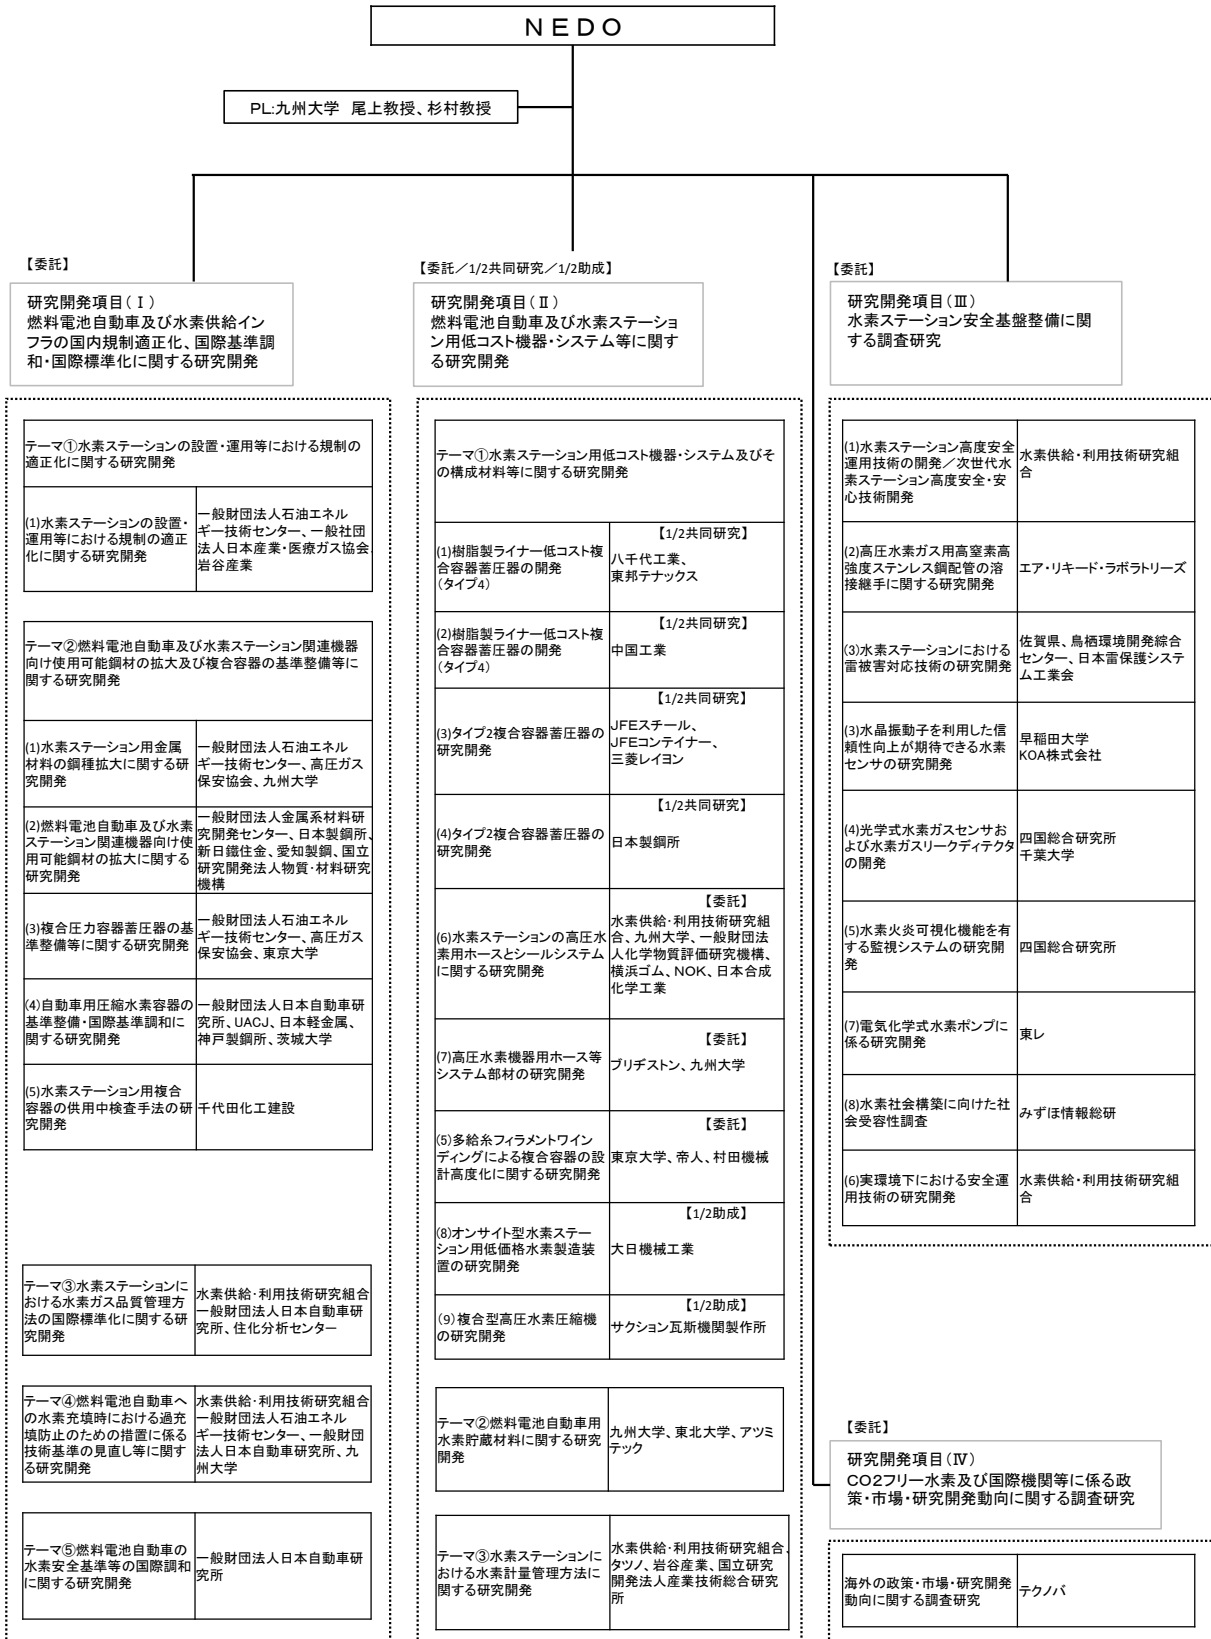 NEDO
PL:九州大学　尾上教授、杉村教授
【委託】
研究開発項目(Ⅰ)
燃料電池自動車及び水素供給イン
フラの国内規制適正化、国際基準調
和・国際標準化に関する研究開発
テーマ①水素ステーションの設置・運用等における規制の
適正化に関する研究開発
(1)水素ステーションの設置・
運用等における規制の適正
化に関する研究開発
一般財団法人石油エネル
ギー技術センター、一般社団
法人日本産業・医療ガス協会、
岩谷産業
テーマ②燃料電池自動車及び水素ステーション関連機器
向け使用可能鋼材の拡大及び複合容器の基準整備等に
関する研究開発
(1)水素ステーション用金属
材料の鋼種拡大に関する研
究開発
一般財団法人石油エネル
ギー技術センター、高圧ガス
保安協会、九州大学
(2)燃料電池自動車及び水素
ステーション関連機器向け使
用可能鋼材の拡大に関する
研究開発
一般財団法人金属系材料研
究開発センター、日本製鋼所、
新日鐵住金、愛知製鋼、国立
研究開発法人物質・材料研究
機構
(3)複合圧力容器蓄圧器の基
準整備等に関する研究開発
一般財団法人石油エネル
ギー技術センター、高圧ガス
保安協会、東京大学
(4)自動車用圧縮水素容器の
基準整備・国際基準調和に
関する研究開発
一般財団法人日本自動車研
究所、UACJ、日本軽金属、
神戸製鋼所、茨城大学
(5)水素ステーション用複合
容器の供用中検査手法の研
究開発
千代田化工建設
テーマ③水素ステーションに
おける水素ガス品質管理方
法の国際標準化に関する研
究開発
水素供給・利用技術研究組合
一般財団法人日本自動車研
究所、住化分析センター
テーマ④燃料電池自動車へ
の水素充填時における過充
填防止のための措置に係る
技術基準の見直し等に関す
る研究開発
水素供給・利用技術研究組合
一般財団法人石油エネル
ギー技術センター、一般財団
法人日本自動車研究所、九
州大学
テーマ⑤燃料電池自動車の
水素安全基準等の国際調和
に関する研究開発
一般財団法人日本自動車研
究所
【委託／1/2共同研究／1/2助成】
研究開発項目(Ⅱ)
燃料電池自動車及び水素ステーショ
ン用低コスト機器・システム等に関す
る研究開発
テーマ①水素ステーション用低コスト機器・システム及びそ
の構成材料等に関する研究開発
(1)樹脂製ライナー低コスト複
合容器蓄圧器の開発
(タイプ4)
【1/2共同研究】
八千代工業、
東邦テナックス
(2)樹脂製ライナー低コスト複
合容器蓄圧器の開発
(タイプ4)
【1/2共同研究】
中国工業
(3)タイプ2複合容器蓄圧器の
研究開発
【1/2共同研究】
JFEスチール、
JFEコンテイナー、
三菱レイヨン
(4)タイプ2複合容器蓄圧器の
研究開発
【1/2共同研究】
日本製鋼所
(6)水素ステーションの高圧水
素用ホースとシールシステム
に関する研究開発
【委託】
水素供給・利用技術研究組
合、九州大学、一般財団法
人化学物質評価研究機構、
横浜ゴム、NOK、日本合成
化学工業
(7)高圧水素機器用ホース等
システム部材の研究開発
【委託】
ブリヂストン、九州大学
(5)多給糸フィラメントワイン
ディングによる複合容器の設
計高度化に関する研究開発
【委託】
東京大学、帝人、村田機械
(8)オンサイト型水素ステー
ション用低価格水素製造装
置の研究開発
【1/2助成】
大日機械工業
(9)複合型高圧水素圧縮機
の研究開発
【1/2助成】
サクション瓦斯機関製作所
テーマ②燃料電池自動車用
水素貯蔵材料に関する研究
開発
九州大学、東北大学、アツミ
テック
テーマ③水素ステーションに
おける水素計量管理方法に
関する研究開発
水素供給・利用技術研究組合、
タツノ、岩谷産業、国立研究
開発法人産業技術総合研究
所
【委託】
研究開発項目(Ⅲ)
水素ステーション安全基盤整備に関
する調査研究
(1)水素ステーション高度安全
運用技術の開発／次世代水
素ステーション高度安全・安
心技術開発
水素供給・利用技術研究組
合
(2)高圧水素ガス用高窒素高
強度ステンレス鋼配管の溶
接継手に関する研究開発
エア・リキード・ラボラトリーズ
(3)水素ステーションにおける
雷被害対応技術の研究開発
佐賀県、鳥栖環境開発綜合
センター、日本雷保護システ
ム工業会
(3)水晶振動子を利用した信
頼性向上が期待できる水素
センサの研究開発
早稲田大学
KOA株式会社
(4)光学式水素ガスセンサお
よび水素ガスリークディテクタ
の開発
四国総合研究所
千葉大学
(5)水素火炎可視化機能を有
する監視システムの研究開
発
四国総合研究所
(7)電気化学式水素ポンプに
係る研究開発
東レ
(8)水素社会構築に向けた社
会受容性調査
みずほ情報総研
(6)実環境下における安全運
用技術の研究開発
水素供給・利用技術研究組
合
【委託】
研究開発項目(Ⅳ)
CO2フリー水素及び国際機関等に係る政
策・市場・研究開発動向に関する調査研究
海外の政策・市場・研究開発
動向に関する調査研究
テクノバ